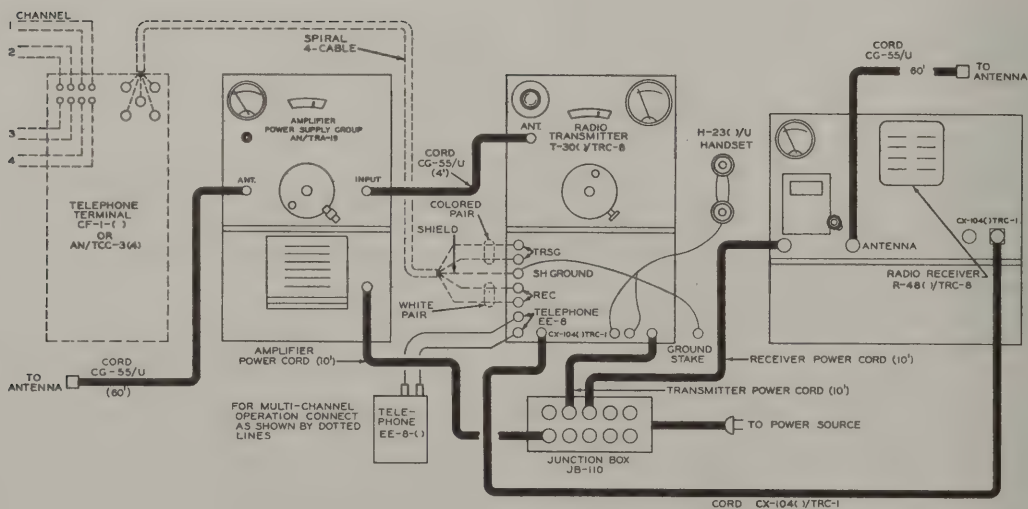 CHANNEL
1
2
3
4
TELEPHONE
TERMINAL
CF-1-( )
OR
AN/TCC-3(4)
SPIRAL
4-CABLE
AMPLIFIER
POWER SUPPLY GROUP
AN/TRA-19
ANT.
INPUT
CORD
CG-55/U
(4')
COLORED
PAIR
SHIELD
WHITE
PAIR
ANT.
RADIO
TRANSMITTER
T-30( )/TRC-8
TRSG
SH GROUND
REC
TELEPHONE
EE-8
CX-104( )TRC-1
H-23( )/U
HANDSET
GROUND
STAKE
CORD
CG-55/U
60'
TO
ANTENNA
CX-104( )TRC-1
ANTENNA
RADIO RECEIVER
R-48( )/TRC-8
AMPLIFIER
POWER CORD (10')
RECEIVER POWER CORD (10')
TRANSMITTER POWER CORD (10')
TO
ANTENNA
CORD
CG-55/U
(60')
FOR MULTI-CHANNEL
OPERATION CONNECT
AS SHOWN BY DOTTED
LINES
TELE-
PHONE
EE-8-( )
TO POWER SOURCE
JUNCTION BOX
JB-110
CORD CX-104( )/TRC-1